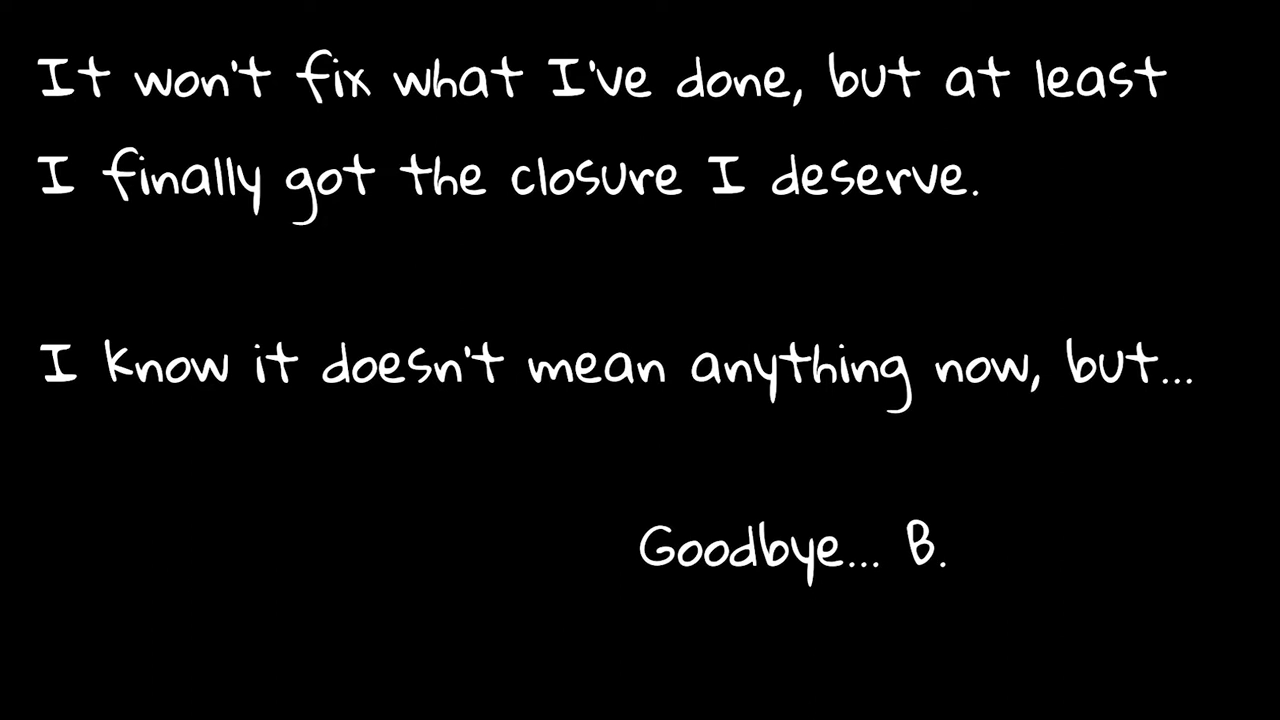 It won't fix what I've done, but at least
I finally got the closure I deserve.
I know it doesn't mean anything now, but...
Goodbye... B.